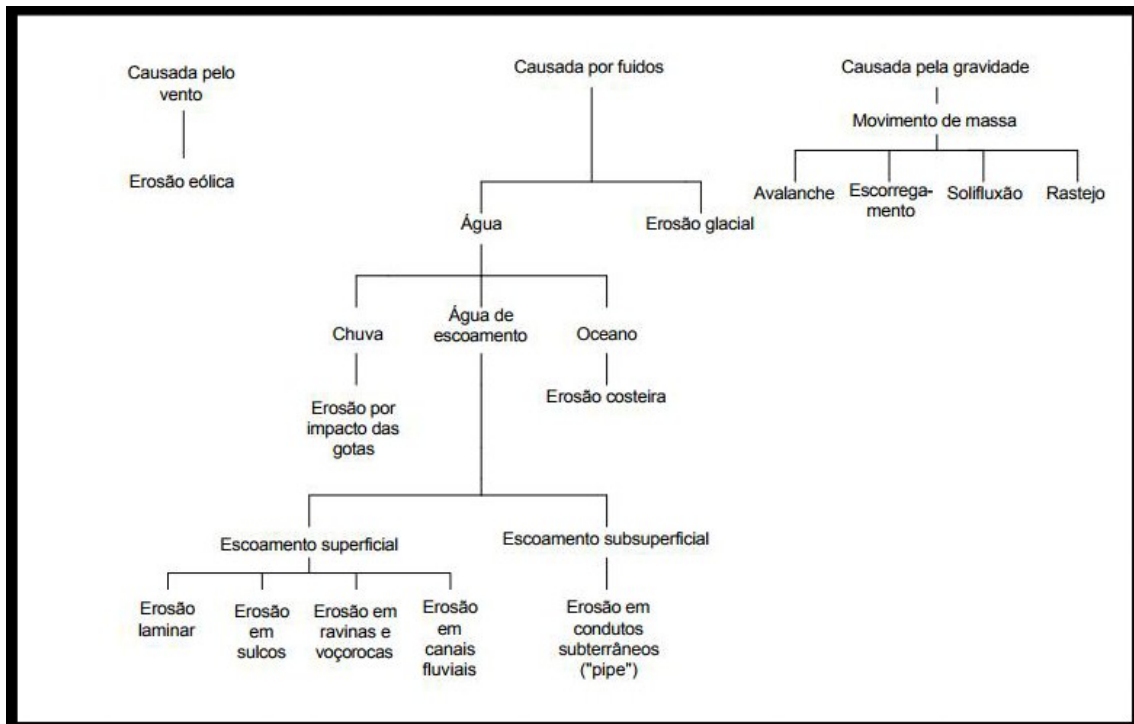 Causada pelo
vento
Erosão eólica
Causada por fuidos
Água
Erosão glacial
Chuva
Água de
escoamento
Oceano
Erosão por
impacto das
gotas
Erosão costeira
Escoamento superficial
Escoamento subsuperficial
Erosão
laminar
Erosão
em
sulcos
Erosão em
ravinas e
voçorocas
Erosão
em
canais
fluviais
Erosão em
condutos
subterrâneos
("pipe")
Causada pela gravidade
Movimento de massa
Avalanche
Escorrega-
mento
Solifluxão
Rastejo